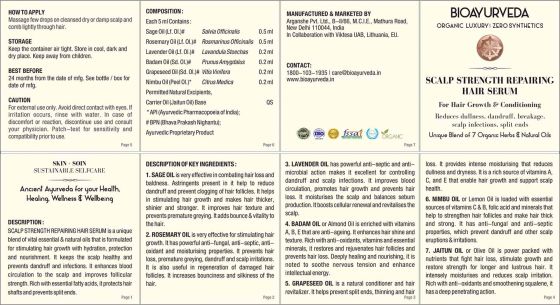 HOW TO APPLY
Massage few drops on cleansed dry or damp scalp and
comb lightly through hair.
STORAGE
Keep the container air tight. Store in cool, dark and
dry place. Keep away from children.
BEST BEFORE
24 months from the date of mfg. See bottle / box for
date of mfg.
CAUTION
For external use only. Avoid direct contact with eyes. If
irritation occurs, rinse with water. In case of
discomfort or reaction, discontinue use and consult
your physician. Patch-test for sensitivity and
compatibility prior to use.
Page 5
COMPOSITION :
Each 5 ml Contains :
Sage Oil (Lf. Oil.)# Salvia Officinalis 0.5 ml
Rosemary Oil (Lf. Oil.)# Rosmarinus Officinalis 0.5 ml
Lavender Oil (Lf. Oil.)# Lavandula Staechas 0.2 ml
Badam Oil (Sd. Oil.)# Prunus Amygdalus 0.2 ml
Grapeseed Oil (Sd. Oil.)# Vitis Vinifera 0.2 ml
Nimbu Oil (Peel Oil.)* Citrus Medica 0.2 ml
Permitted Natural Excipients,
Carrier Oil (Jaitun Oil) Base QS
* API (Ayurvedic Pharmacopoeia of India);
# BPN (Bhava Prakash Nighantu);
Ayurvedic Proprietary Product
Page 6
MANUFACTURED & MARKETED BY
Arganshe Pvt. Ltd., B-8/86, M.C.I.E., Mathura Road,
New Delhi 110044, India
In Collaboration with Viktesa UAB, Lithuania, EU.
CONTACT:
1800-103-1935 | care@bioayurveda.in
www.bioayurveda.in
fssai
ORGANIC
Page 7
BIOAYURVEDA
ORGANIC LUXURY · ZERO SYNTHETICS
SCALP STRENGTH REPAIRING
HAIR SERUM
For Hair Growth & Conditioning
Reduces dullness, dandruff, breakage,
scalp infections, split ends
Unique Blend of 7 Organic Herbs & Natural Oils
SKIN · SOIN
SUSTAINABLE SELFCARE
Ancient Ayurveda for your Health,
Healing, Wellness & Wellbeing
DESCRIPTION :
SCALP STRENGTH REPAIRING HAIR SERUM is a unique
blend of vital essential & natural oils that is formulated
for stimulating hair growth with hydration, protection
and nourishment. It keeps the scalp healthy and
prevents dandruff and infections. It enhances blood
circulation to the scalp and improves follicular
strength. Rich with essential fatty acids, it protects hair
shafts and prevents split ends.
Page 1
DESCRIPTION OF KEY INGREDIENTS :
1. SAGE OIL is very effective in combating hair loss and
baldness. Astringents present in it help to reduce
dandruff and prevent clogging of hair follicles. It helps
in stimulating hair growth and makes hair thicker,
shinier and stronger. It improves hair texture and
prevents premature greying. It adds bounce & vitality to
the hair.
2. ROSEMARY OIL is very effective for stimulating hair
growth. It has powerful anti-fungal, anti-septic, anti-
oxidant and moisturising properties. It prevents hair
loss, premature greying, dandruff and scalp irritations.
It is also useful in regeneration of damaged hair
follicles. It increases bounciness and silkiness of the
hair.
Page 2
3. LAVENDER OIL has powerful anti-septic and anti-
microbial action makes it excellent for controlling
dandruff and scalp infections. It improves blood
circulation, promotes hair growth and prevents hair
loss. It moisturises the scalp and balances sebum
production. It boosts cellular renewal and revitalises the
scalp.
4. BADAM OIL or Almond Oil is enriched with vitamins
A, B, E that are anti-ageing. It enhances hair shine and
texture. Rich with anti-oxidants, vitamins and essential
minerals, it restores and rejuvenates hair follicles and
prevents hair loss. Deeply healing and nourishing, it is
noted to soothe nervous tension and enhance
intellectual energy.
5. GRAPESEED OIL is a natural conditioner and hair
revitalizer. It helps prevent split ends, thinning and hair
Page 3
loss. It provides intense moisturising that reduces
dullness and dryness. It is a rich source of vitamins A,
C, and E that enable hair growth and support scalp
health.
6. NIMBU OIL or Lemon Oil is loaded with essential
sources of vitamins C & B, folic acid and minerals that
help to strengthen hair follicles and make hair thick
and strong. It has anti-fungal and anti-septic
properties, which prevent dandruff and other scalp
eruptions & irritations.
7. JAITUN OIL or Olive Oil is power packed with
nutrients that fight hair loss, stimulate growth and
restore strength for longer and lustrous hair. It
intensely moisturises and reduces scalp irritation.
Rich with anti-oxidants and smoothening squalene, it
has a deep penetrating action.